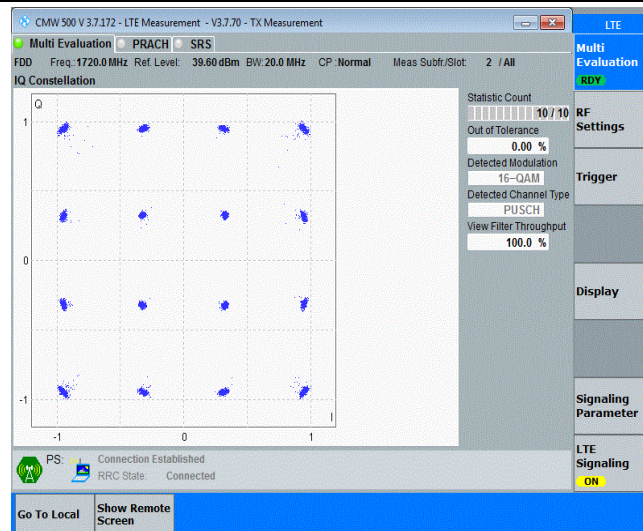 CMW 500 V 3.7.172 - LTE Measurement - V3.7.70 - TX Measurement
LTE
Multi Evaluation PRACH SRS
FDD Freq.:1720.0 MHz Ref. Level: 39.60 dBm BW:20.0 MHz CP :Normal Meas Subfr./Slot: 2 / All
IQ Constellation
Q
1
0
-1
-1 0 1
I
Statistic Count
10 / 10
Out of Tolerance
0.00 %
Detected Modulation
16-QAM
Detected Channel Type
PUSCH
View Filter Throughput
100.0 %
PS: Connection Established
RRC State: Connected
Multi
Evaluation
RDY
RF
Settings
Trigger
Display
Signaling
Parameter
LTE
Signaling
ON
Go To Local
Show Remote
Screen